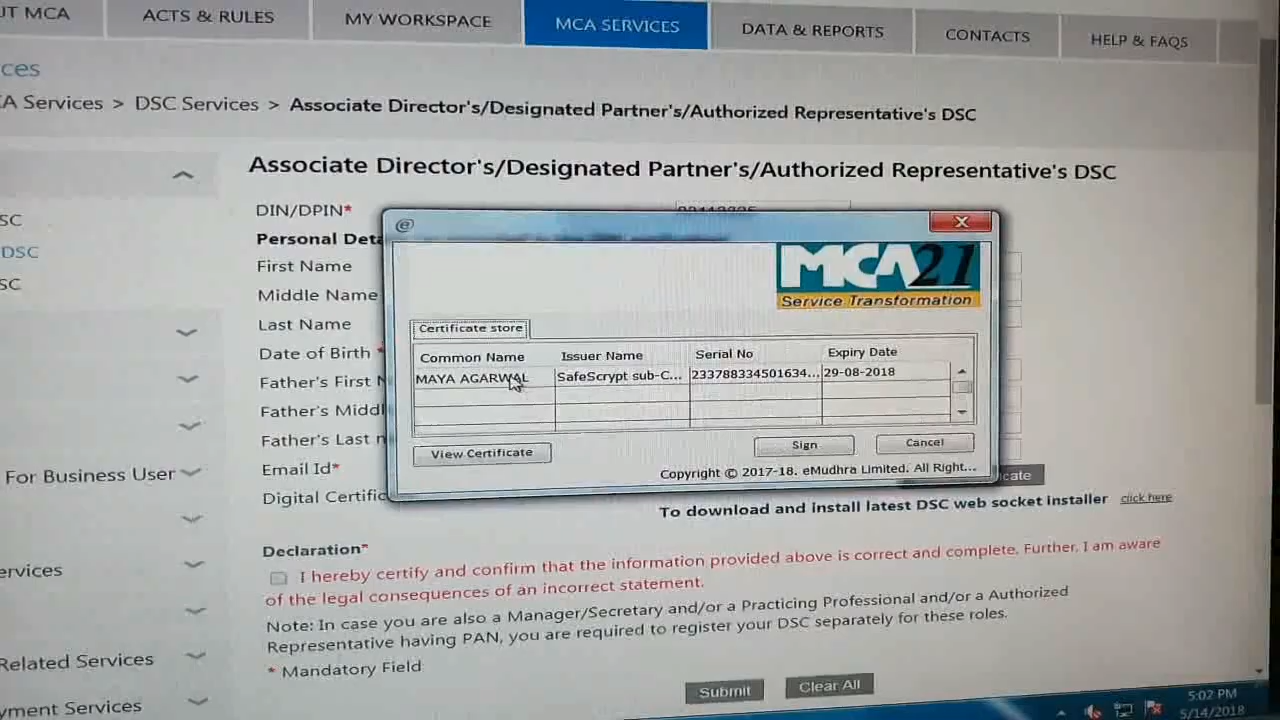 UT MCA
ACTS & RULES
MY WORKSPACE
MCA SERVICES
DATA & REPORTS
CONTACTS
HELP & FAQS
ces
A Services > DSC Services > Associate Director's/Designated Partner's/Authorized Representative's DSC
Associate Director's/Designated Partner's/Authorized Representative's DSC
SC
DSC
SC
For Business User
ervices
Related Services
yment Services
DIN/DPIN*
Personal Deta
First Name
Middle Name
Last Name
Date of Birth *
Father's First N
Father's Middl
Father's Last n
Email Id*
Digital Certific
@
X
MCA21
Service Transformation
Certificate store
Common Name Issuer Name Serial No Expiry Date
MAYA AGARWAL SafeScrypt sub-C... 233788334501634... 29-08-2018
View Certificate
Sign
Cancel
Copyright © 2017-18. eMudhra Limited. All Right...
icate
To download and install latest DSC web socket installer click here
Declaration*
I hereby certify and confirm that the information provided above is correct and complete. Further, I am aware
of the legal consequences of an incorrect statement.
Note: In case you are also a Manager/Secretary and/or a Practicing Professional and/or a Authorized
Representative having PAN, you are required to register your DSC separately for these roles.
* Mandatory Field
Submit
Clear All
5:02 PM
5/14/2018